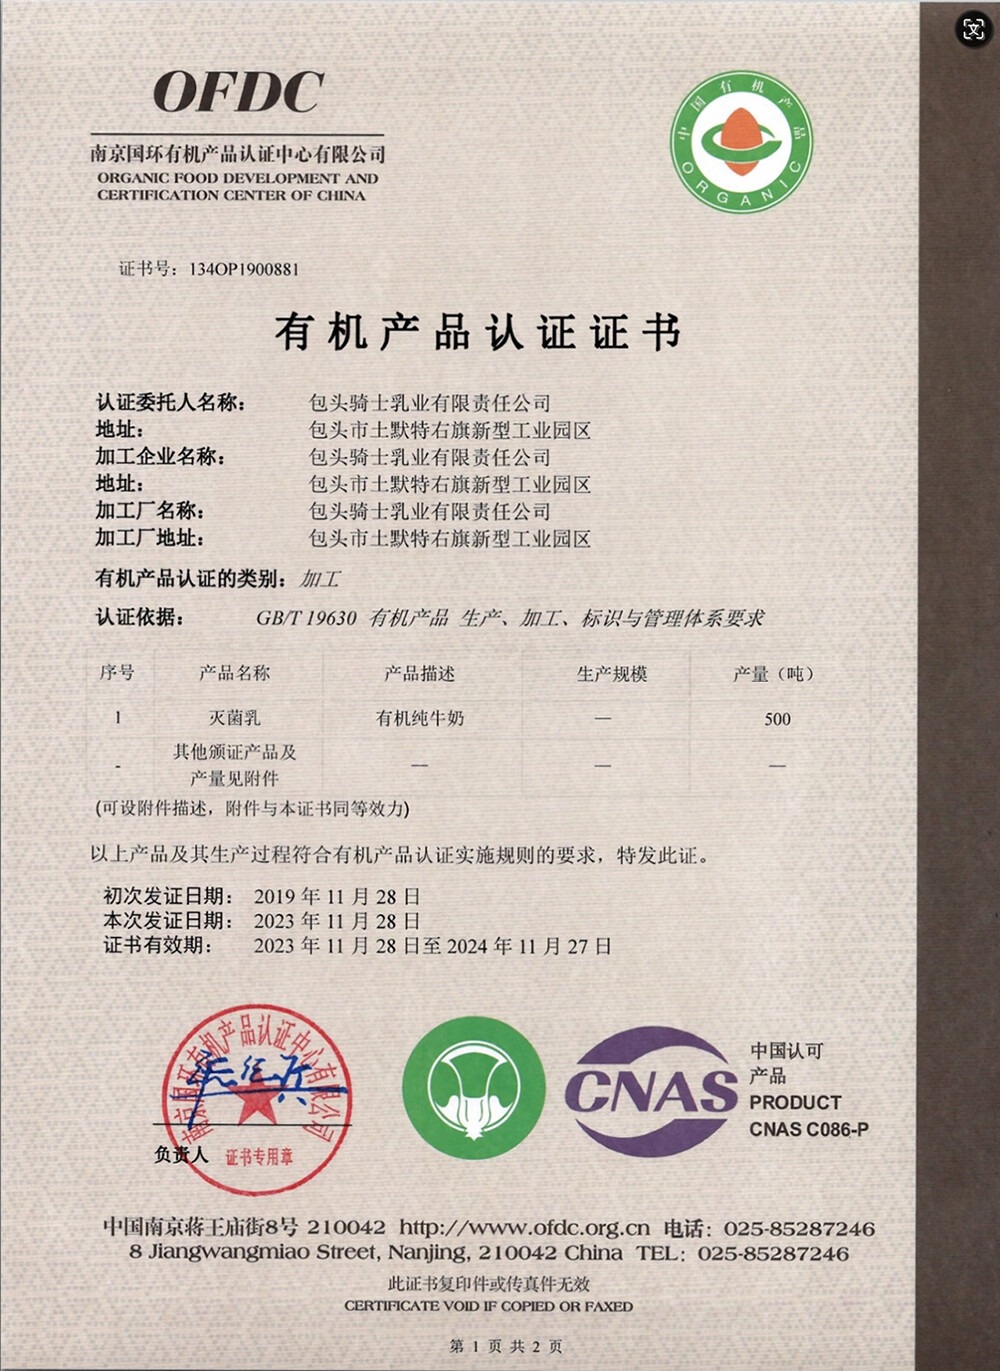 OFDC
南京国环有机产品认证中心有限公司
ORGANIC FOOD DEVELOPMENT AND
CERTIFICATION CENTER OF CHINA
中国有机产品
ORGANIC
证书号：134OP1900881
有机产品认证证书
认证委托人名称： 包头骑士乳业有限责任公司
地址： 包头市土默特右旗新型工业园区
加工企业名称： 包头骑士乳业有限责任公司
地址： 包头市土默特右旗新型工业园区
加工厂名称： 包头骑士乳业有限责任公司
加工厂地址： 包头市土默特右旗新型工业园区
有机产品认证的类别：加工
认证依据： GB/T 19630 有机产品 生产、加工、标识与管理体系要求
序号 产品名称 产品描述 生产规模 产量（吨）
1 灭菌乳 有机纯牛奶 — 500
- 其他颁证产品及 — — —
产量见附件
(可设附件描述，附件与本证书同等效力)
以上产品及其生产过程符合有机产品认证实施规则的要求，特发此证。
初次发证日期： 2019 年 11 月 28 日
本次发证日期： 2023 年 11 月 28 日
证书有效期： 2023 年 11 月 28 日至 2024 年 11 月 27 日
南京国环有机产品认证中心有限公司
负责人
证书专用章
CNAS
中国认可
产品
PRODUCT
CNAS C086-P
中国南京蒋王庙街8号 210042 http://www.ofdc.org.cn 电话：025-85287246
8 Jiangwangmiao Street, Nanjing, 210042 China TEL：025-85287246
此证书复印件或传真件无效
CERTIFICATE VOID IF COPIED OR FAXED
第 1 页 共 2 页